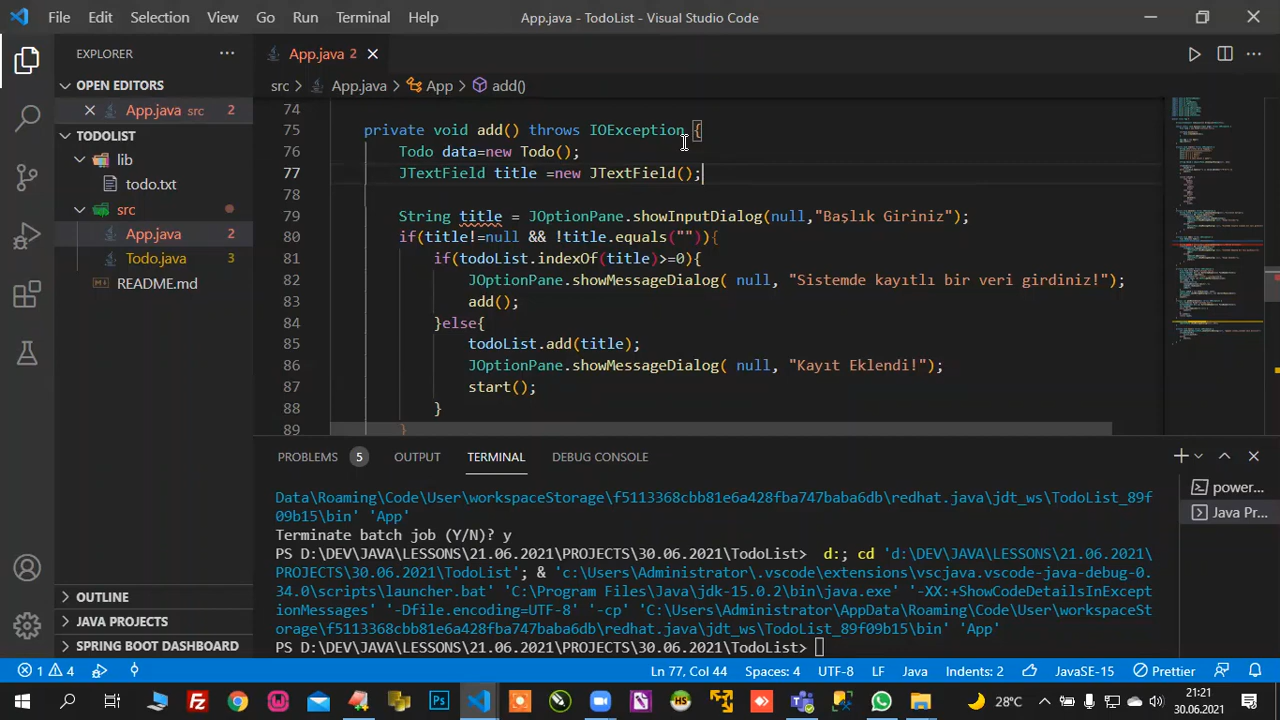 File Edit Selection View Go Run Terminal Help App.java - TodoList - Visual Studio Code
EXPLORER
App.java 2
OPEN EDITORS
App.java src 2
TODOLIST
lib
todo.txt
src
App.java 2
Todo.java 2
README.md
OUTLINE
JAVA PROJECTS
SPRING BOOT DASHBOARD
src > App.java > App > add()
74
75 private void add() throws IOException {
76 Todo data=new Todo();
77 JTextField title =new JTextField();
78
79 String title = JOptionPane.showInputDialog(null,"Başlık Giriniz");
80 if(title!=null && !title.equals("")){
81 if(todoList.indexOf(title)>=0){
82 JOptionPane.showMessageDialog( null, "Sistemde kayıtlı bir veri girdiniz!");
83 add();
84 }else{
85 todoList.add(title);
86 JOptionPane.showMessageDialog( null, "Kayıt Eklendi!");
87 start();
88 }
89 }
PROBLEMS 5 OUTPUT TERMINAL DEBUG CONSOLE
Data\Roaming\Code\User\workspaceStorage\f5113368cbb81e6a428fba747baba6db\redhat.java\jdt_ws\TodoList_89f
09b15\bin' 'App'
Terminate batch job (Y/N)? y
PS D:\DEV\JAVA\LESSONS\21.06.2021\PROJECTS\30.06.2021\TodoList> d:; cd 'd:\DEV\JAVA\LESSONS\21.06.2021\
PROJECTS\30.06.2021\TodoList'; & 'c:\Users\Administrator\.vscode\extensions\vscjava.vscode-java-debug-0.
34.0\scripts\launcher.bat' 'C:\Program Files\Java\jdk-15.0.2\bin\java.exe' '-XX:+ShowCodeDetailsInExcept
ionMessages' '-Dfile.encoding=UTF-8' '-cp' 'C:\Users\Administrator\AppData\Roaming\Code\User\workspaceSt
orage\f5113368cbb81e6a428fba747baba6db\redhat.java\jdt_ws\TodoList_89f09b15\bin' 'App'
PS D:\DEV\JAVA\LESSONS\21.06.2021\PROJECTS\30.06.2021\TodoList>
power...
Java Pr...
1 4 Ln 77, Col 44 Spaces: 4 UTF-8 LF Java Indents: 2 JavaSE-15 Prettier
28°C 21:21
30.06.2021